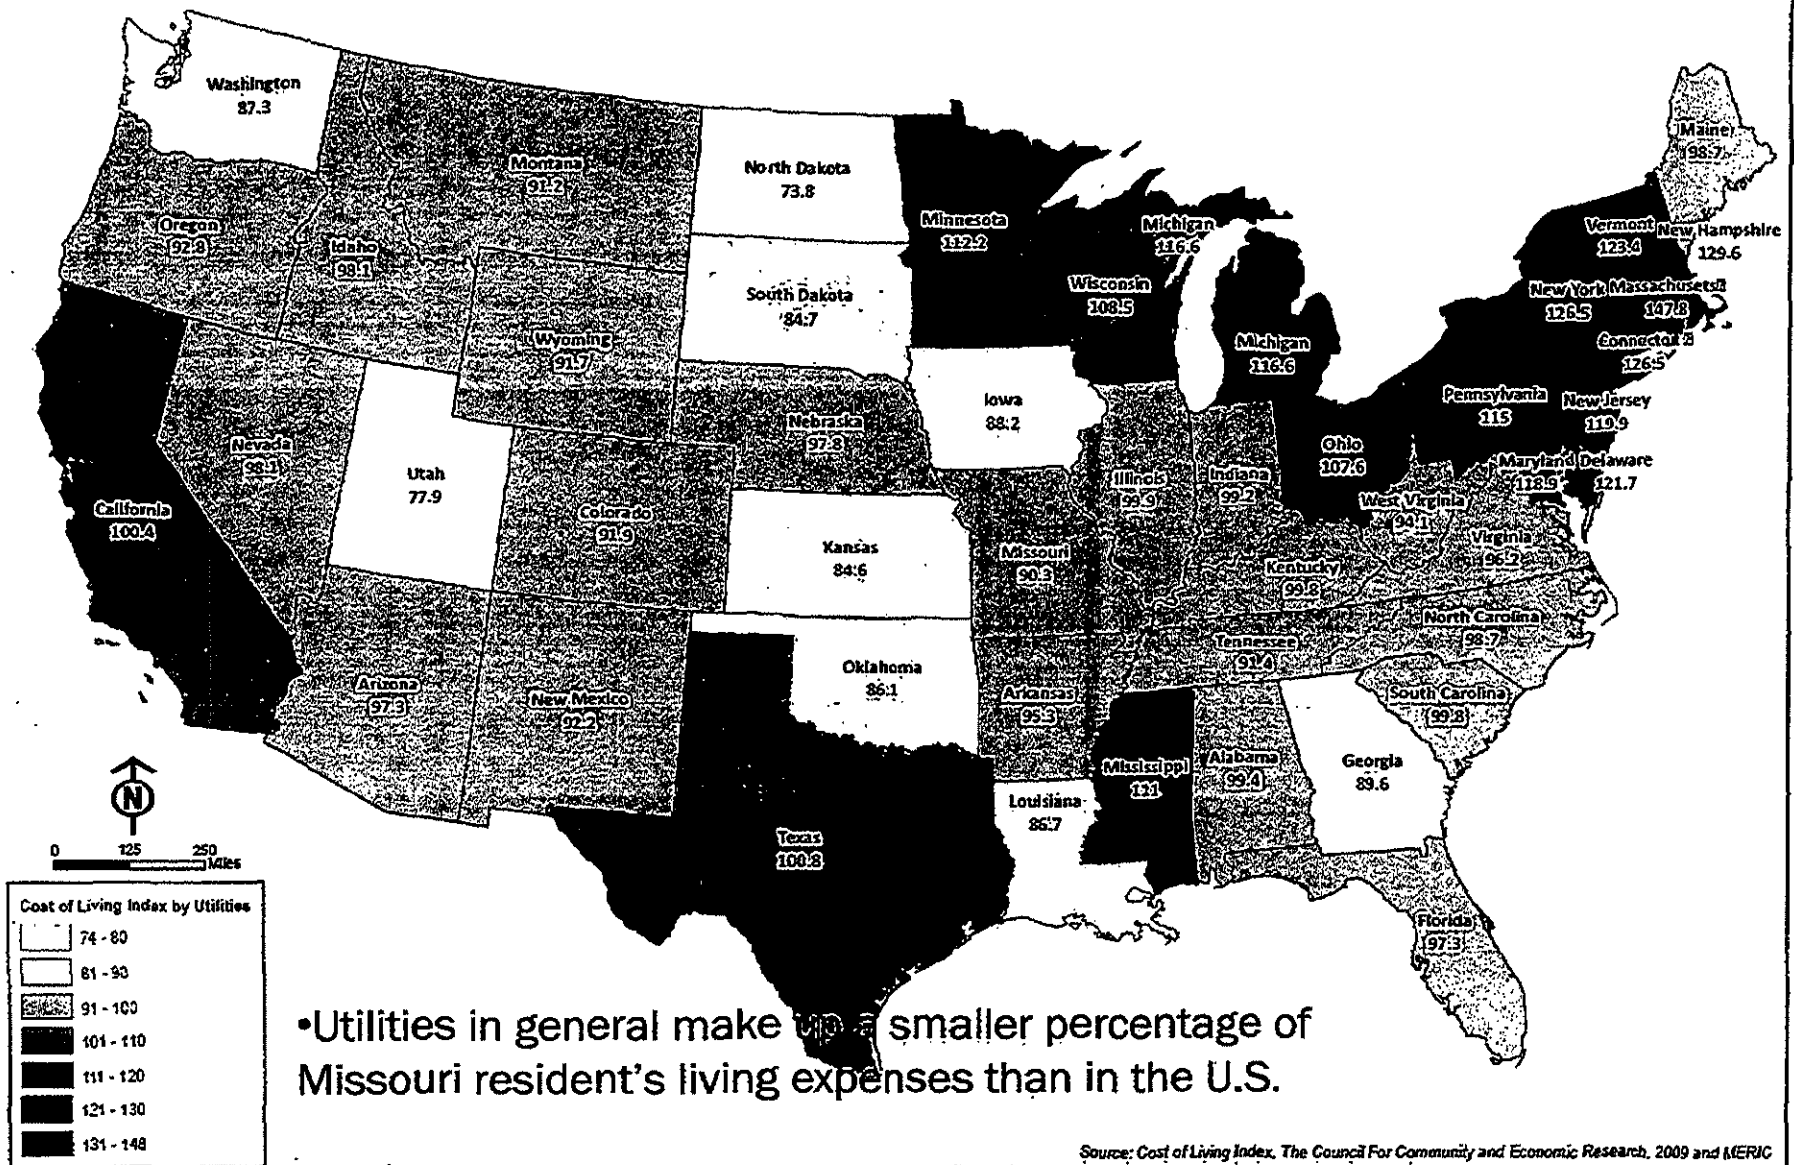 Washington
87.3
Montana
91.2
North Dakota
73.8
Minnesota
112.2
Michigan
116.6
Maine
98.7
Vermont
123.4
New Hampshire
129.6
Oregon
92.8
Idaho
98.1
South Dakota
84.7
Wisconsin
108.5
New York
126.5
Massachusetts
147.8
Wyoming
91.7
Michigan
116.6
Connecticut
126.5
Iowa
88.2
Nebraska
97.8
Pennsylvania
115
New Jersey
119.9
Nevada
98.1
Utah
77.9
Ohio
107.6
Illinois
99.9
Indiana
99.2
Maryland
118.9
Delaware
121.7
California
100.4
Colorado
91.9
West Virginia
94.1
Kansas
84.6
Missouri
90.3
Virginia
96.2
Kentucky
99.8
North Carolina
98.7
Tennessee
91.4
Oklahoma
86.1
Arizona
97.3
New Mexico
92.2
Arkansas
95.3
South Carolina
99.8
Mississippi
111
Alabama
99.4
Georgia
89.6
Louisiana
86.7
Texas
100.8
Florida
97.3
N
0 125 250
Miles
Cost of Living Index by Utilities
74 - 80
81 - 90
91 - 100
101 - 110
111 - 120
121 - 130
131 - 148
•Utilities in general make up a smaller percentage of
Missouri resident's living expenses than in the U.S.
Source: Cost of Living Index, The Council For Community and Economic Research, 2009 and MERIC